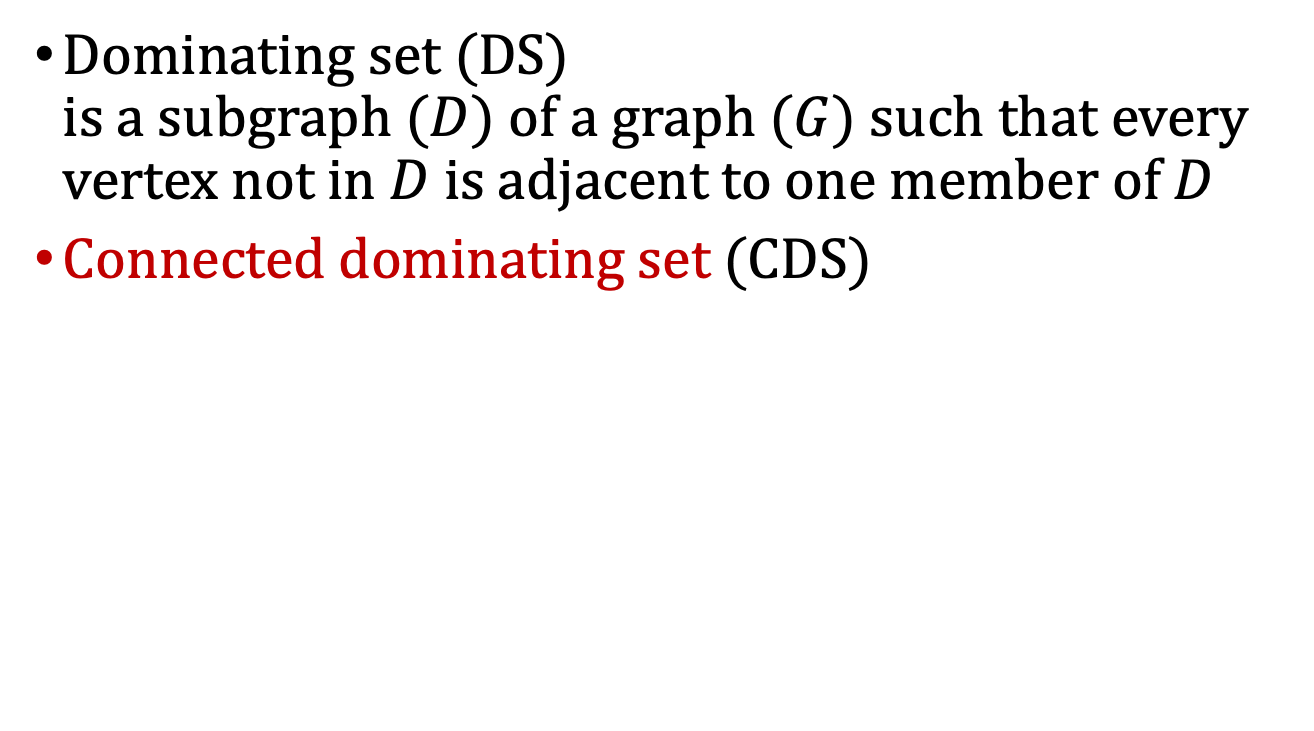 • Dominating set (DS)
is a subgraph (D) of a graph (G) such that every
vertex not in D is adjacent to one member of D
• Connected dominating set (CDS)